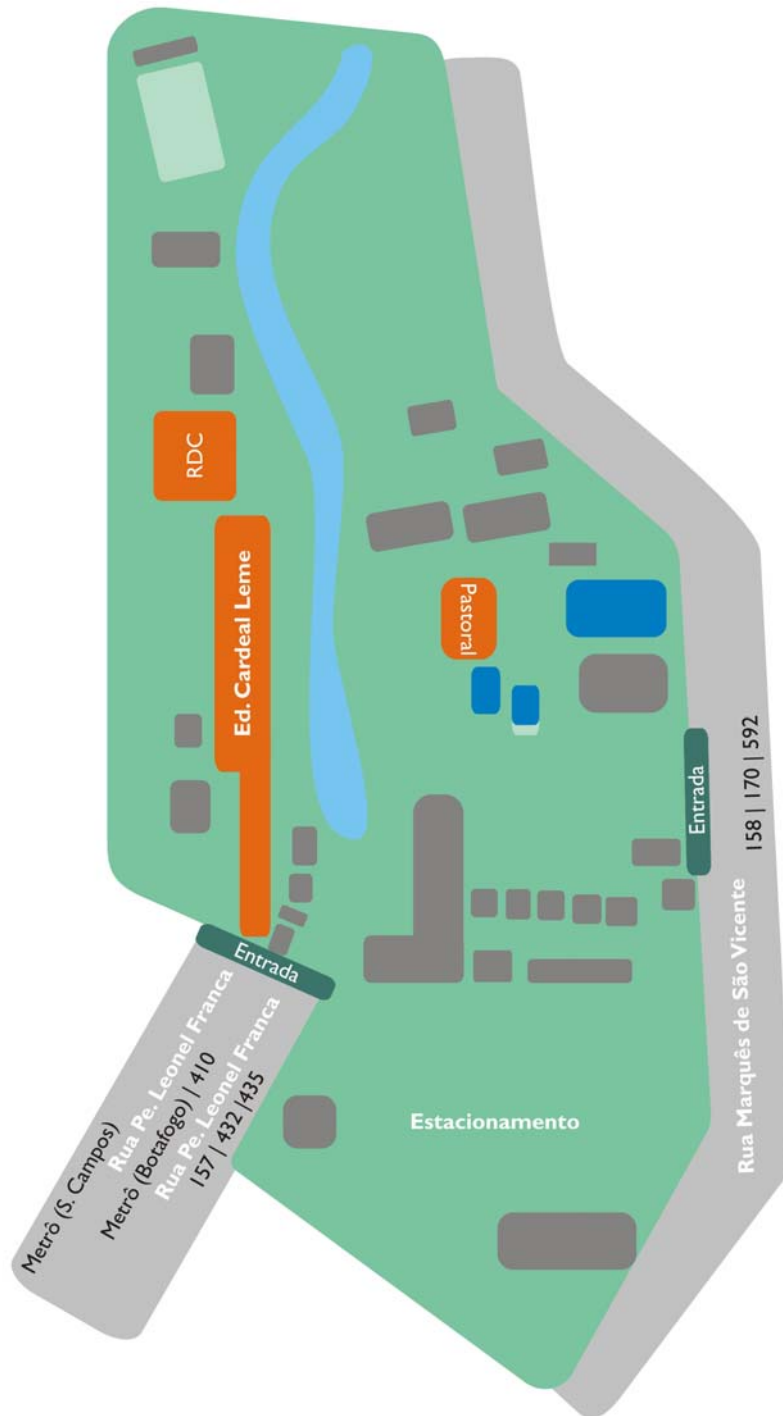 RDC
Ed. Cardeal Leme
Pastoral
Entrada
158 | 170 | 592
Rua Marquês de São Vicente
Entrada
Metrô (S. Campos)
Rua Pe. Leonel Franca
Metrô (Botafogo) | 410
Rua Pe. Leonel Franca
157 | 432 |435
Estacionamento